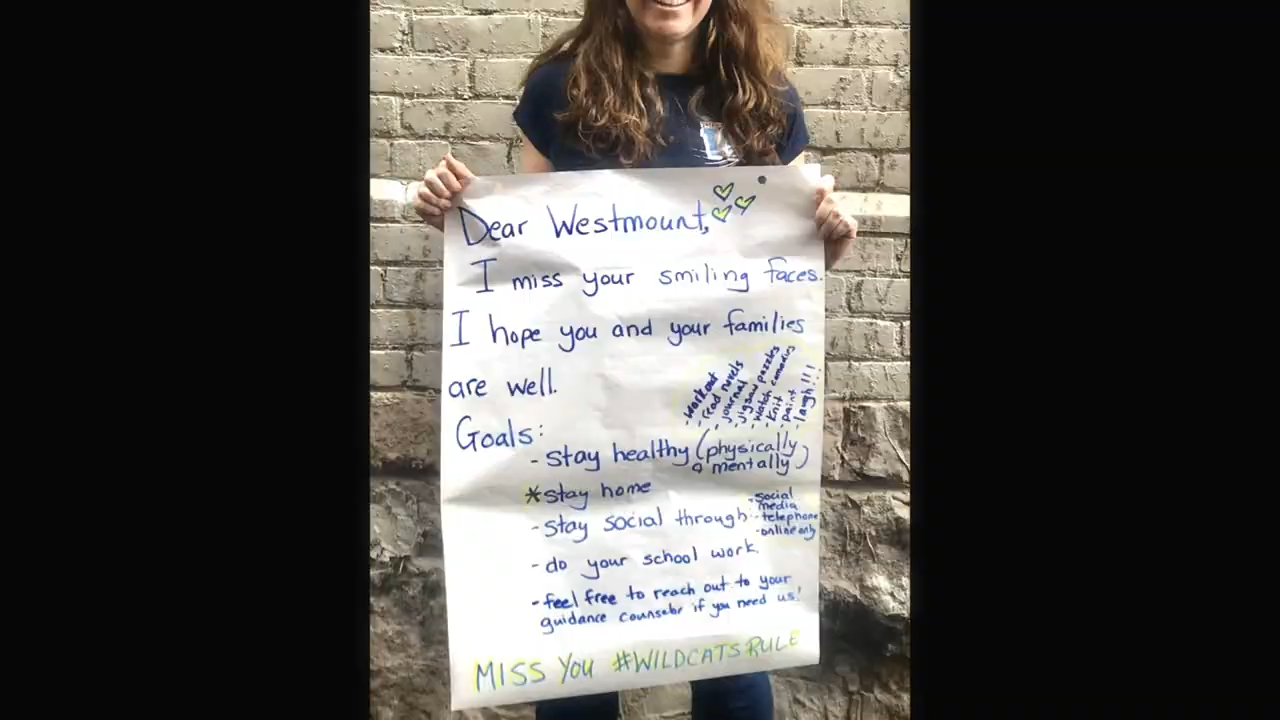 Dear Westmount,
I miss your smiling faces.
I hope you and your families
are well.
Goals:
- workout
- read novels
- journal
- jigsaw puzzles
- watch comedies
- knit
- paint
- laugh!!!
- stay healthy (physically
& mentally)
*stay home
- stay social through:
- social
media
- telephone
- online only
- do your school work.
- feel free to reach out to your
guidance counselor if you need us!
MISS YOU #WILDCATSRULE